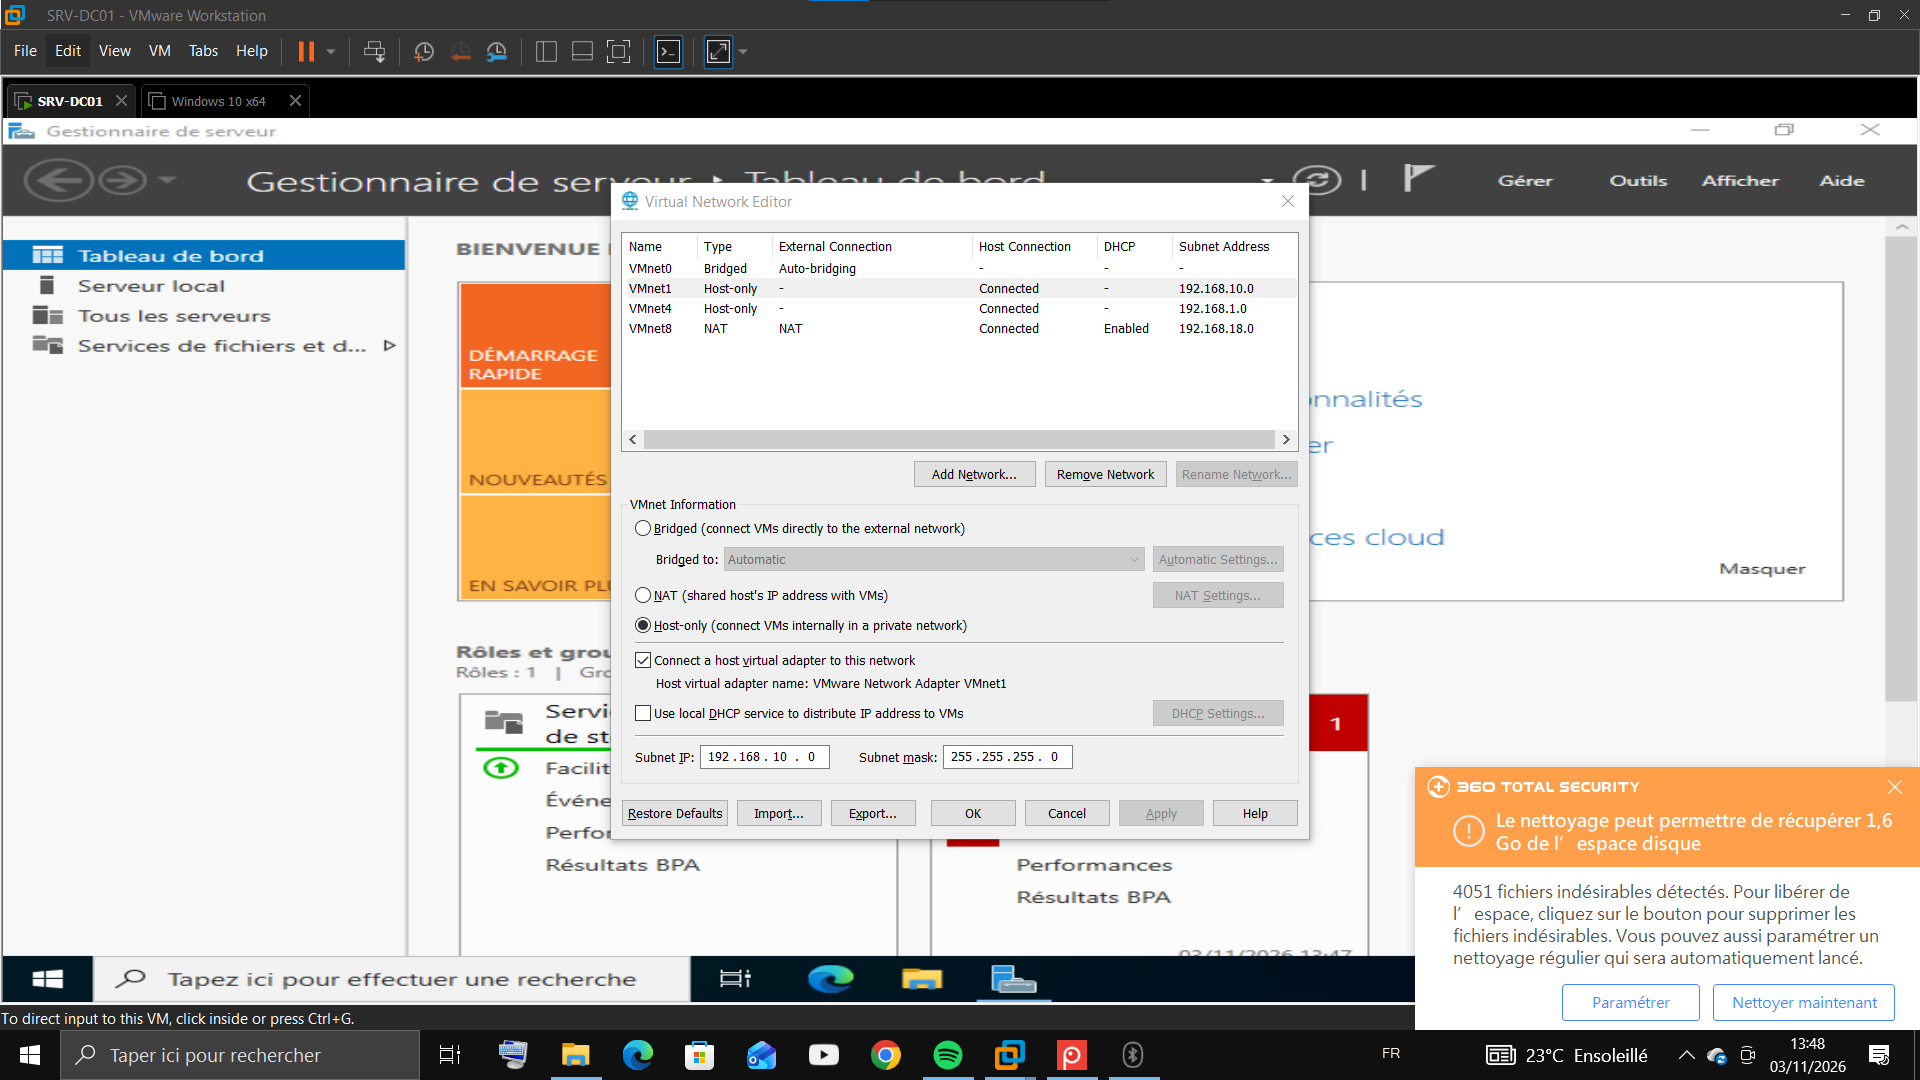 SRV-DC01 - VMware Workstation
File Edit View VM Tabs Help
SRV-DC01 Windows 10 x64
Gestionnaire de serveur
Gestionnaire de serveur Tableau de bord
Gérer Outils Afficher Aide
Tableau de bord
Serveur local
Tous les serveurs
Services de fichiers et d...
BIENVENUE
DÉMARRAGE
RAPIDE
NOUVEAUTÉS
EN SAVOIR PLU
Virtual Network Editor
Name Type External Connection Host Connection DHCP Subnet Address
VMnet0 Bridged Auto-bridging - - -
VMnet1 Host-only - Connected - 192.168.10.0
VMnet4 Host-only - Connected - 192.168.1.0
VMnet8 NAT NAT Connected Enabled 192.168.18.0
Add Network... Remove Network Rename Network...
VMnet Information
Bridged (connect VMs directly to the external network)
Bridged to: Automatic Automatic Settings...
NAT (shared host's IP address with VMs) NAT Settings...
Host-only (connect VMs internally in a private network)
Connect a host virtual adapter to this network
Host virtual adapter name: VMware Network Adapter VMnet1
Use local DHCP service to distribute IP address to VMs DHCP Settings...
Subnet IP: 192 . 168 . 10 . 0 Subnet mask: 255 . 255 . 255 . 0
Restore Defaults Import... Export... OK Cancel Apply Help
onnalités
er
ces cloud
Masquer
Rôles et grou
Rôles : 1 | Gro
Servi
de st
Facilit
Événe
Perfor
Résultats BPA
1
Performances
Résultats BPA
03/11/2026 13:47
360 TOTAL SECURITY
Le nettoyage peut permettre de récupérer 1,6
Go de l' espace disque
4051 fichiers indésirables détectés. Pour libérer de
l' espace, cliquez sur le bouton pour supprimer les
fichiers indésirables. Vous pouvez aussi paramétrer un
nettoyage régulier qui sera automatiquement lancé.
Paramétrer Nettoyer maintenant
Tapez ici pour effectuer une recherche
To direct input to this VM, click inside or press Ctrl+G.
Taper ici pour rechercher
FR
23°C Ensoleillé
13:48
03/11/2026